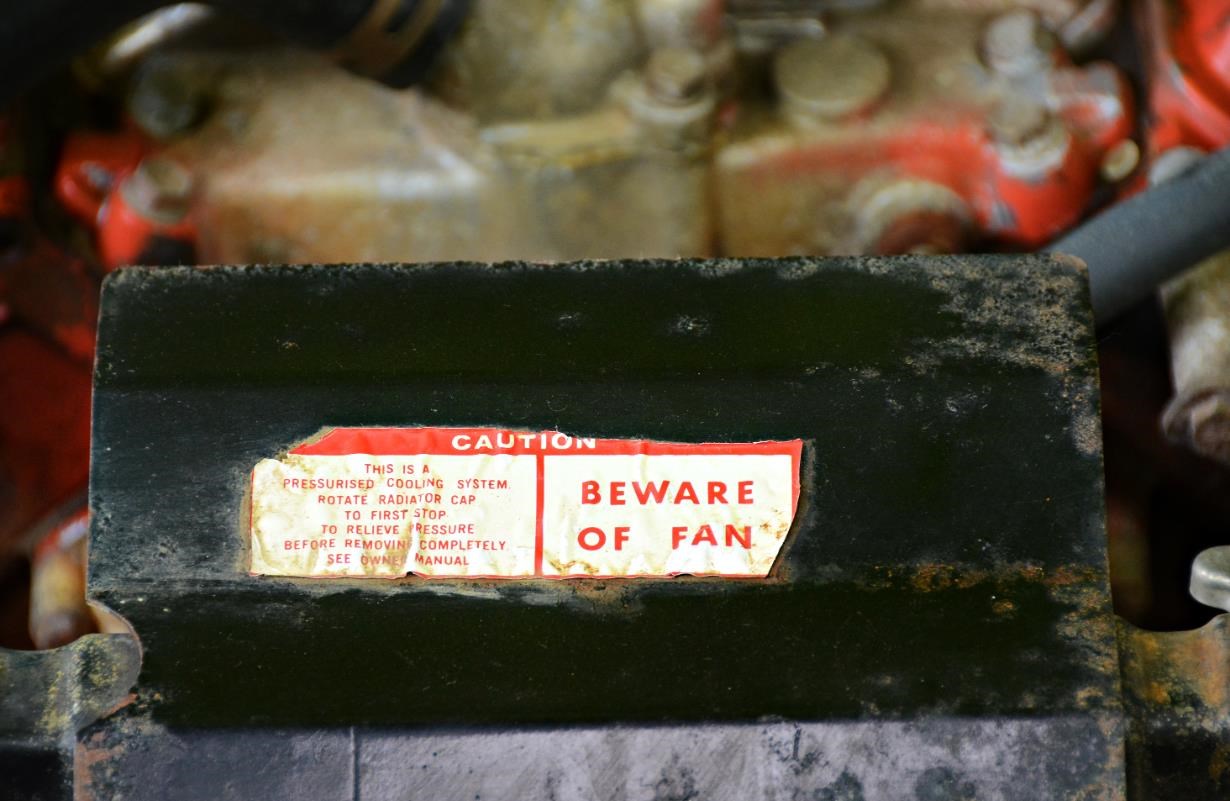 CAUTION
THIS IS A
PRESSURISED COOLING SYSTEM.
ROTATE RADIATOR CAP
TO FIRST STOP
TO RELIEVE PRESSURE
BEFORE REMOVING COMPLETELY
SEE OWNE MANUAL
BEWARE
OF FAN